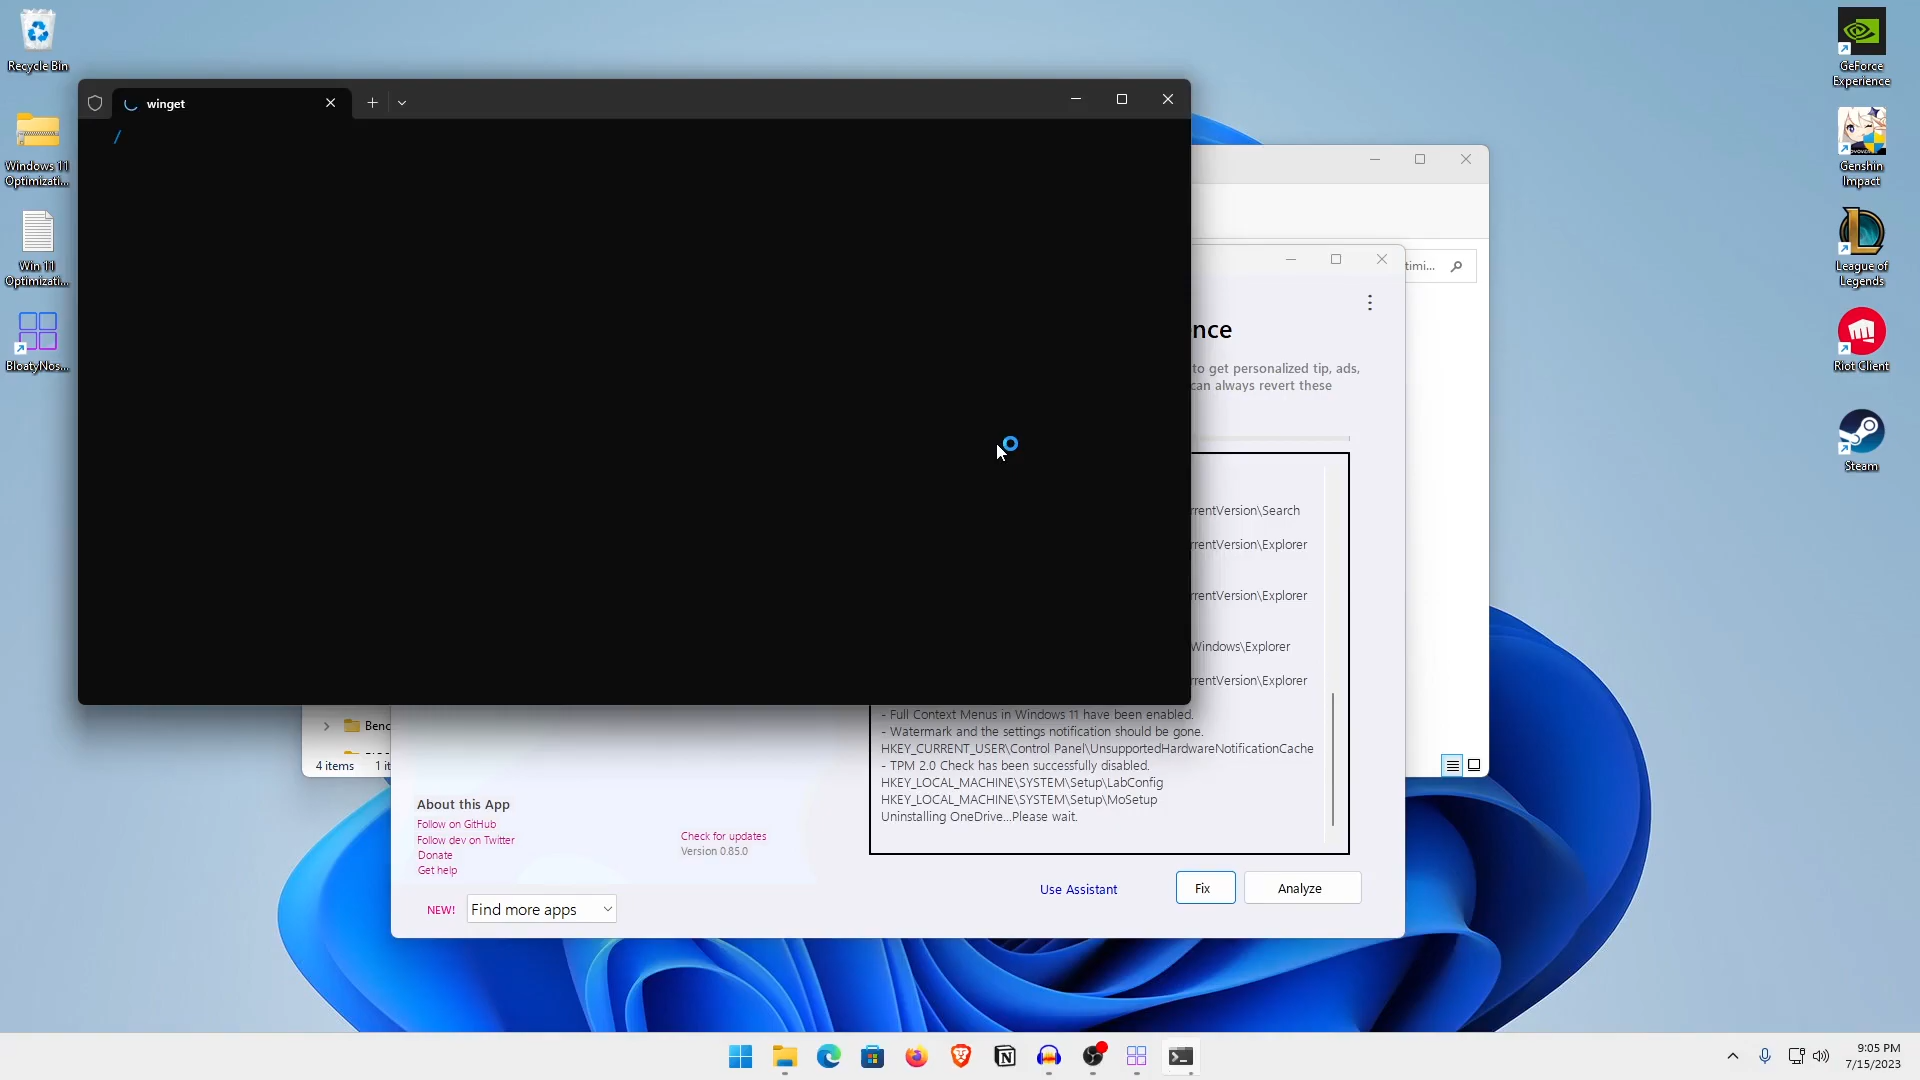 Recycle Bin
Windows 11
Optimizati...
Win 11
Optimizati...
BloatyNos...
winget
/
timi...
nce
to get personalized tip, ads,
can always revert these
rrentVersion\Search
rrentVersion\Explorer
rrentVersion\Explorer
Windows\Explorer
rrentVersion\Explorer
- Full Context Menus in Windows 11 have been enabled.
- Watermark and the settings notification should be gone.
HKEY_CURRENT_USER\Control Panel\UnsupportedHardwareNotificationCache
- TPM 2.0 Check has been successfully disabled.
HKEY_LOCAL_MACHINE\SYSTEM\Setup\LabConfig
HKEY_LOCAL_MACHINE\SYSTEM\Setup\MoSetup
Uninstalling OneDrive...Please wait.
Benc
4 items
1 it
About this App
Follow on GitHub
Follow dev on Twitter
Donate
Get help
Check for updates
Version 0.85.0
NEW!
Find more apps
Use Assistant
Fix
Analyze
GeForce
Experience
Genshin
Impact
League of
Legends
Riot Client
Steam
9:05 PM
7/15/2023